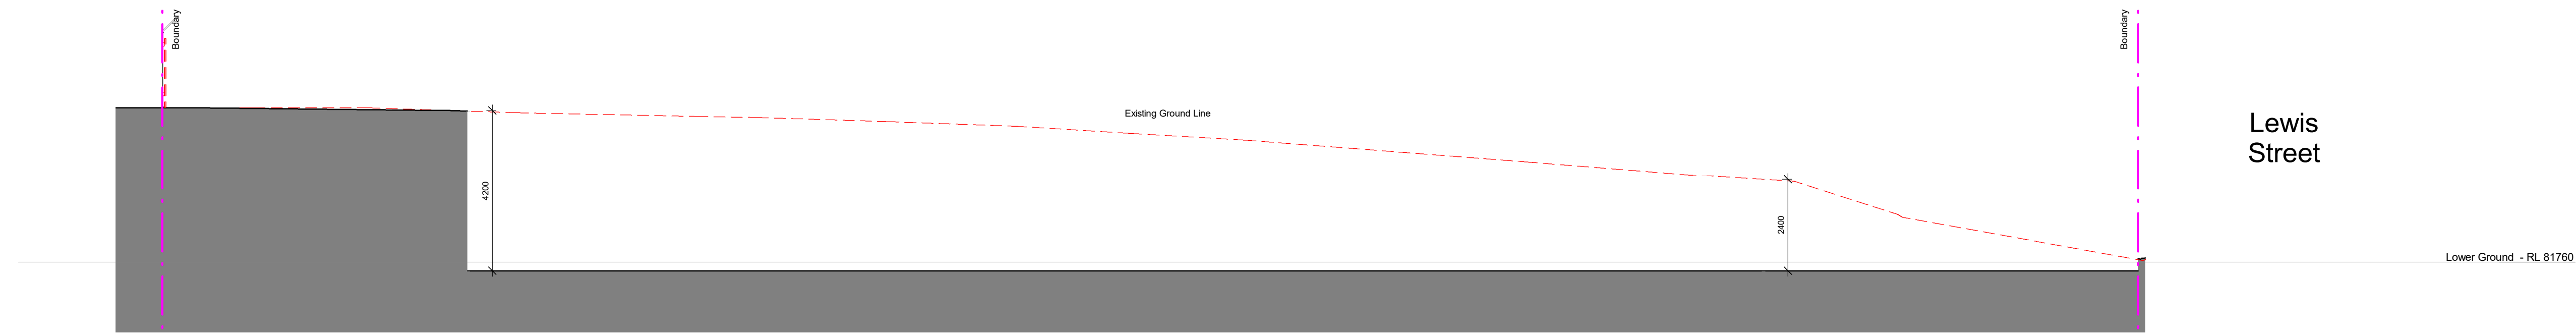 Boundary
Boundary
Existing Ground Line
Lewis
Street
4200
2400
Lower Ground - RL 81760